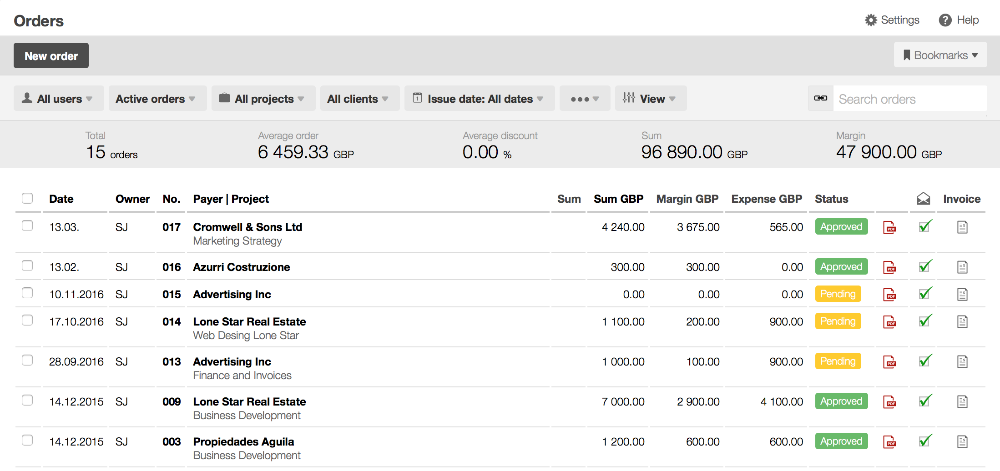 Orders
Settings
Help
New order
Bookmarks
All users
Active orders
All projects
All clients
1 Issue date: All dates
View
Search orders
Total
15 orders
Average order
6 459.33 GBP
Average discount
0.00 %
Sum
96 890.00 GBP
Margin
47 900.00 GBP
Date Owner No. Payer | Project Sum Sum GBP Margin GBP Expense GBP Status Invoice
13.03. SJ 017 Cromwell & Sons Ltd 4 240.00 3 675.00 565.00 Approved PDF
Marketing Strategy
13.02. SJ 016 Azurri Costruzione 300.00 300.00 0.00 Approved PDF
10.11.2016 SJ 015 Advertising Inc 0.00 0.00 0.00 Pending PDF
17.10.2016 SJ 014 Lone Star Real Estate 1 100.00 200.00 900.00 Pending PDF
Web Desing Lone Star
28.09.2016 SJ 013 Advertising Inc 1 000.00 100.00 900.00 Pending PDF
Finance and Invoices
14.12.2015 SJ 009 Lone Star Real Estate 7 000.00 2 900.00 4 100.00 Approved PDF
Business Development
14.12.2015 SJ 003 Propiedades Aguila 1 200.00 600.00 600.00 Approved PDF
Business Development